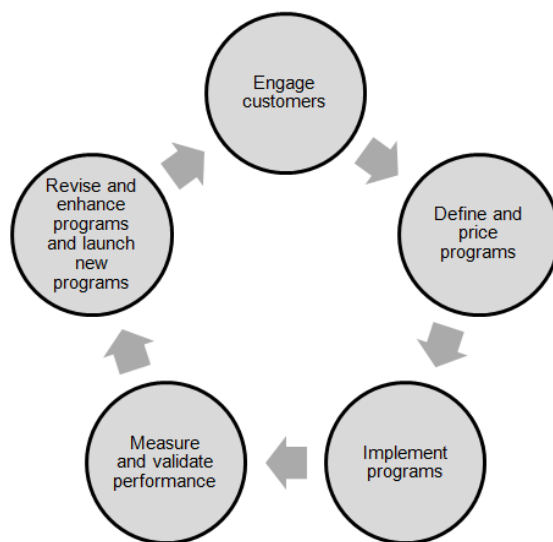 Engage
customers
Define and
price
programs
Implement
programs
Measure
and validate
performance
Revise and
enhance
programs
and launch
new
programs